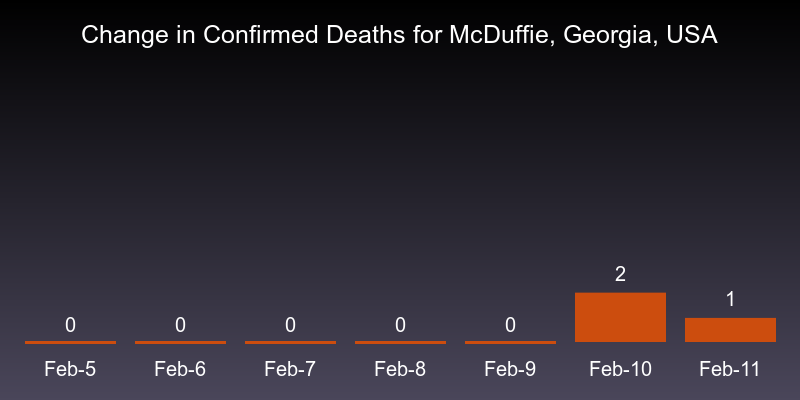 Change in Confirmed Deaths for McDuffie, Georgia, USA
0 0 0 0 0 2 1
Feb-5 Feb-6 Feb-7 Feb-8 Feb-9 Feb-10 Feb-11